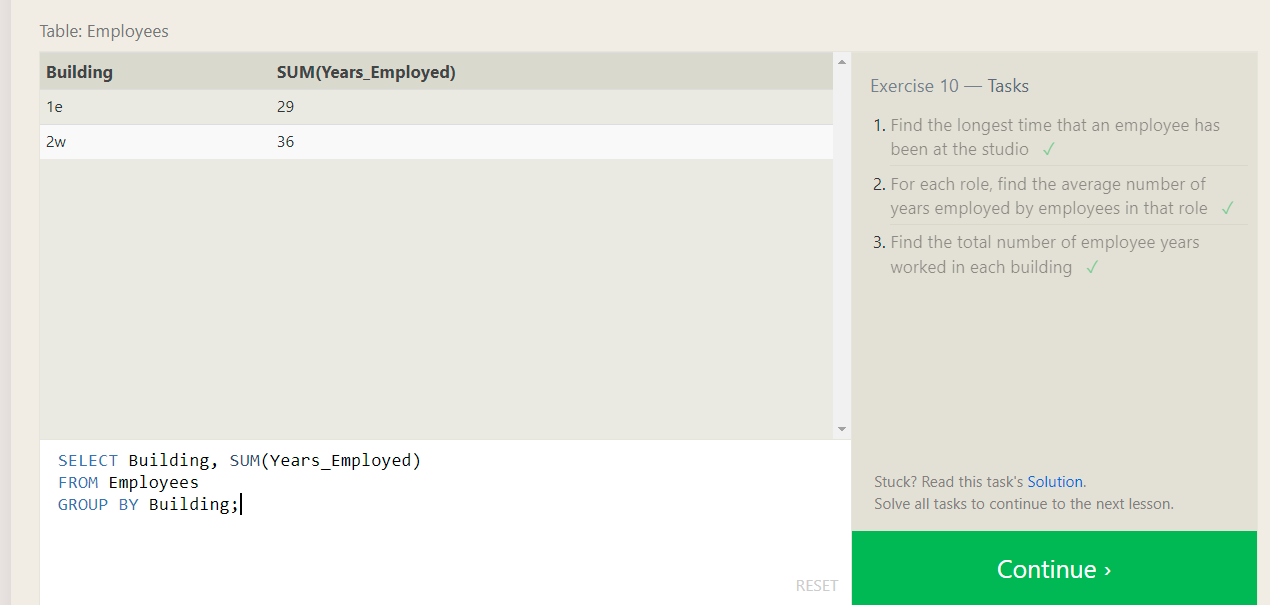 Table: Employees
Building SUM(Years_Employed)
1e 29
2w 36
SELECT Building, SUM(Years_Employed)
FROM Employees
GROUP BY Building;
RESET
Exercise 10 — Tasks
1. Find the longest time that an employee has
been at the studio ✓
2. For each role, find the average number of
years employed by employees in that role ✓
3. Find the total number of employee years
worked in each building ✓
Stuck? Read this task's Solution.
Solve all tasks to continue to the next lesson.
Continue ›